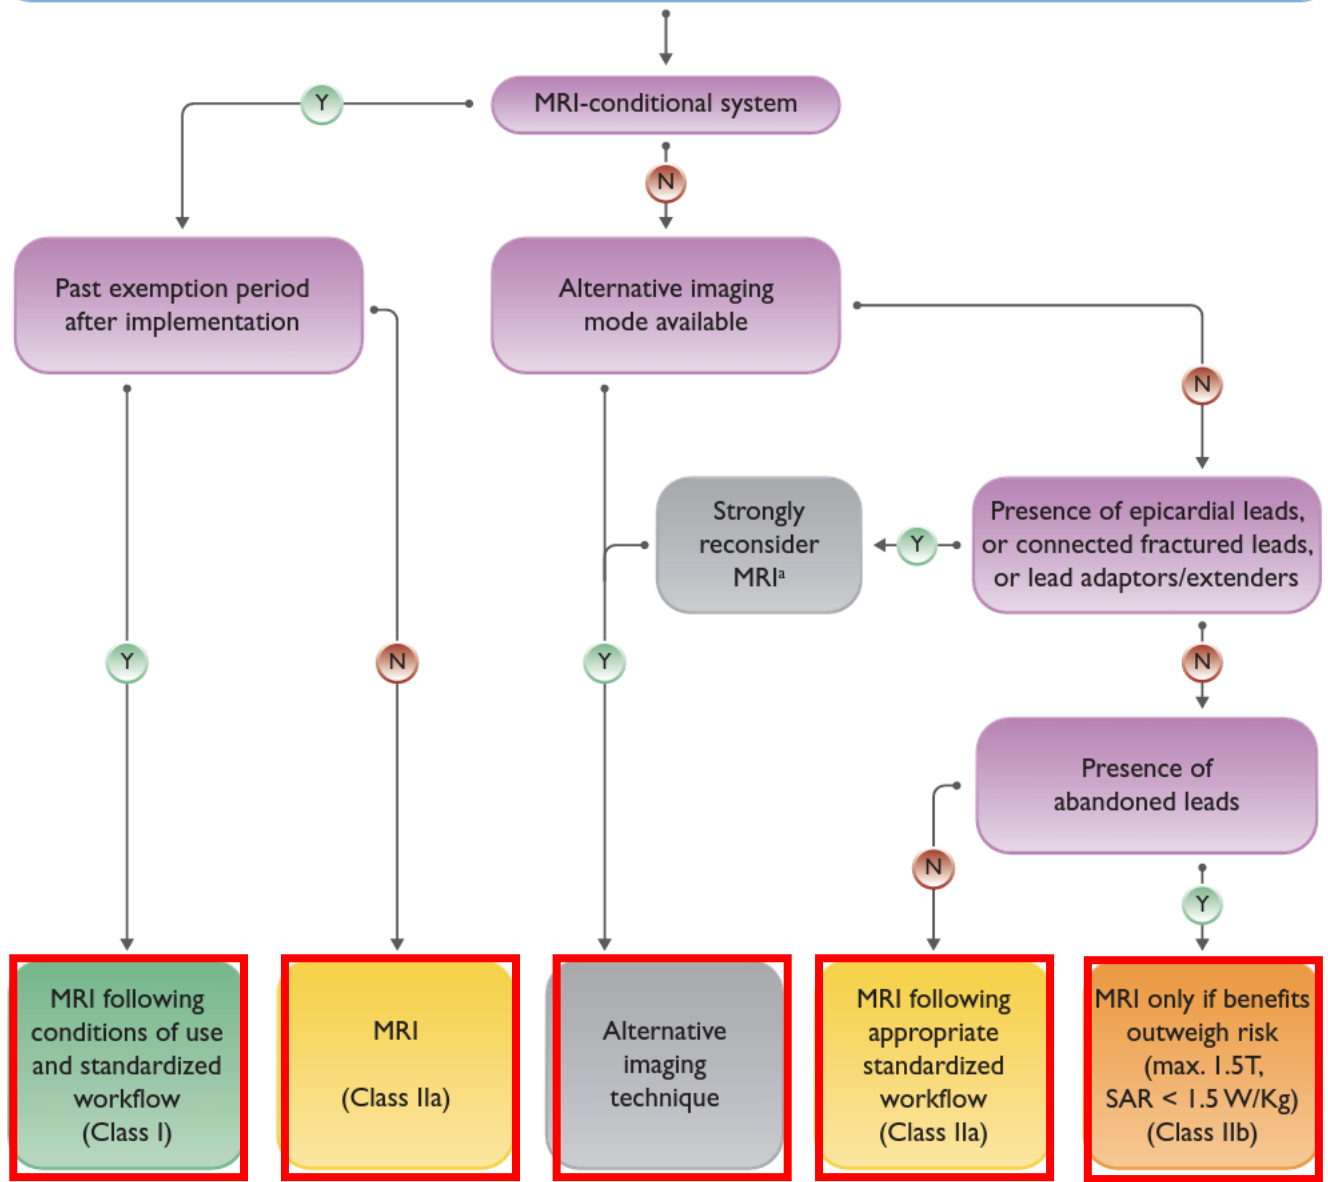 MRI-conditional system
Y
N
Past exemption period
after implementation
Alternative imaging
mode available
N
Strongly
reconsider
MRIᵃ
Y
Presence of epicardial leads,
or connected fractured leads,
or lead adaptors/extenders
Y
N
Y
N
Presence of
abandoned leads
N
Y
MRI following
conditions of use
and standardized
workflow
(Class I)
MRI
(Class IIa)
Alternative
imaging
technique
MRI following
appropriate
standardized
workflow
(Class IIa)
MRI only if benefits
outweigh risk
(max. 1.5T,
SAR < 1.5 W/Kg)
(Class IIb)